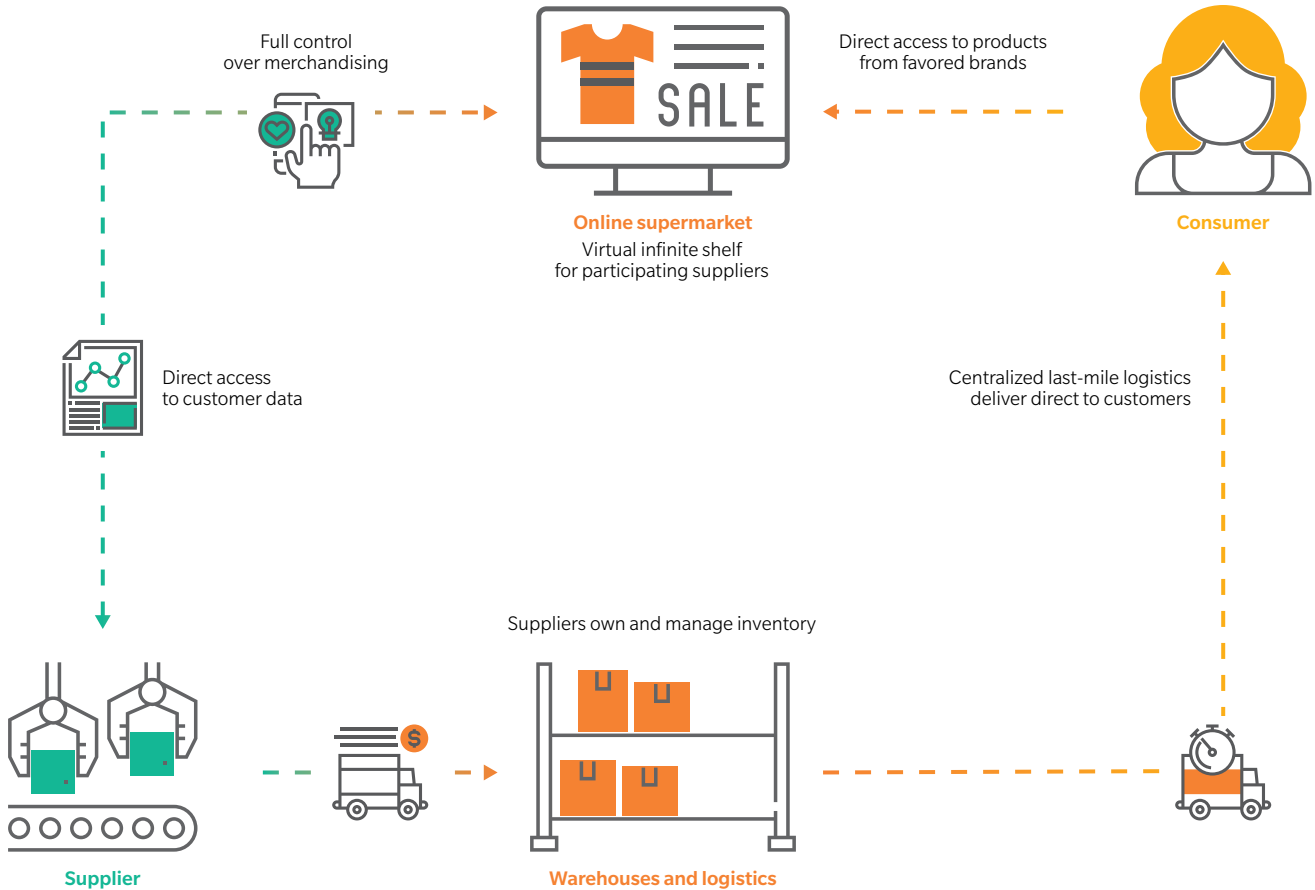 Full control
over merchandising
SALE
Direct access to products
from favored brands
Online supermarket
Virtual infinite shelf
for participating suppliers
Consumer
Direct access
to customer data
Centralized last-mile logistics
deliver direct to customers
Suppliers own and manage inventory
$
Supplier
Warehouses and logistics